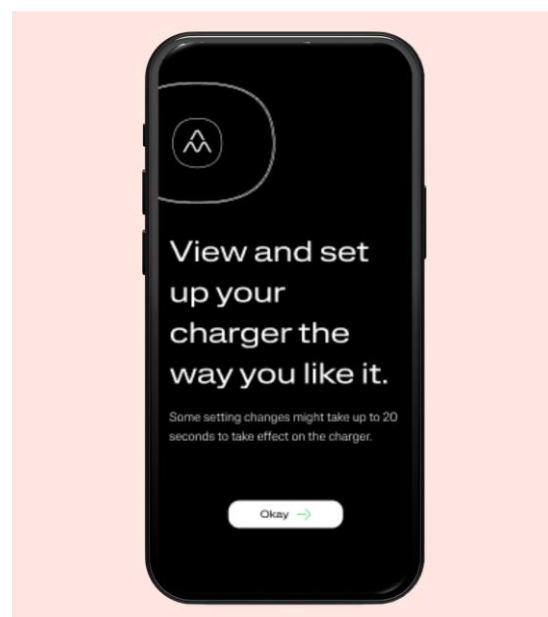 View and set
up your
charger the
way you like it.
Some setting changes might take up to 20
seconds to take effect on the charger.
Okay